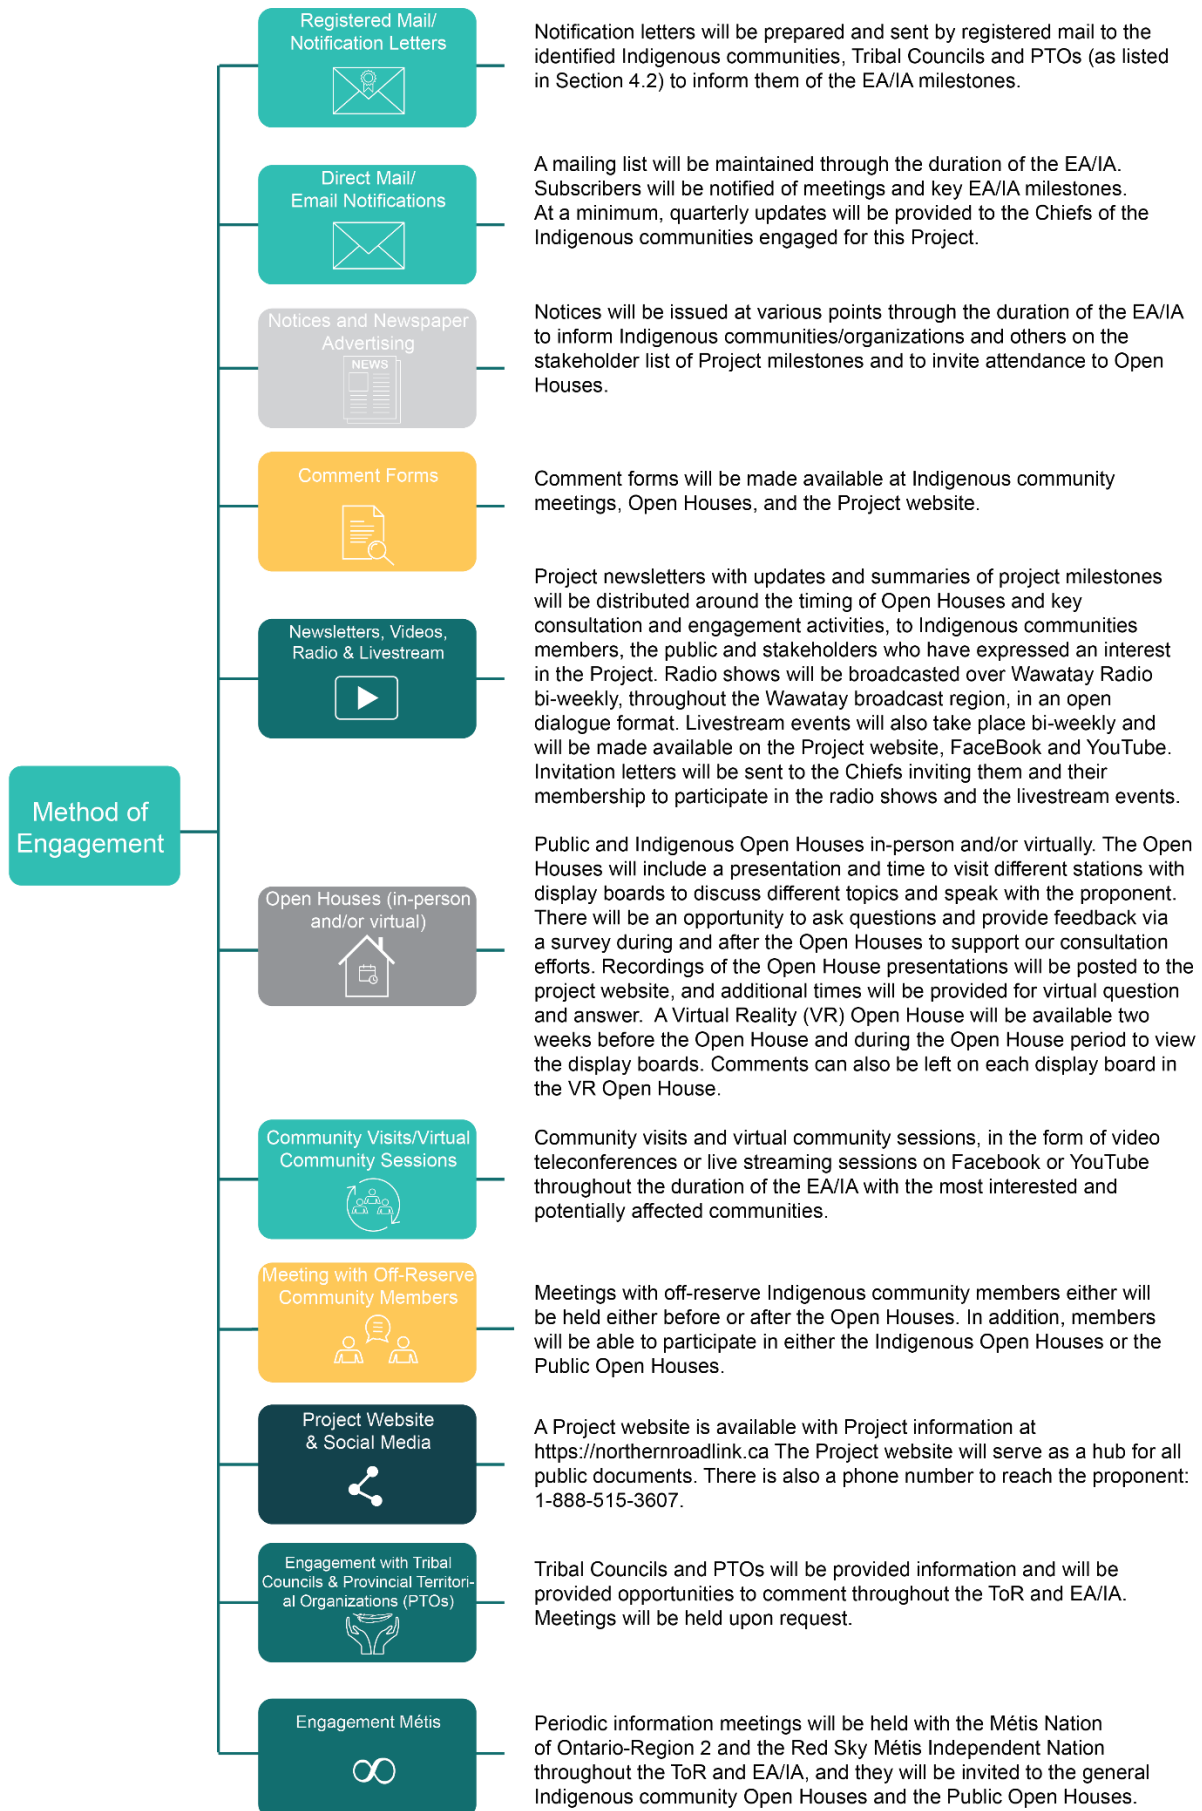 Registered Mail/
Notification Letters
Notification letters will be prepared and sent by registered mail to the
identified Indigenous communities, Tribal Councils and PTOs (as listed
in Section 4.2) to inform them of the EA/IA milestones.
Direct Mail/
Email Notifications
A mailing list will be maintained through the duration of the EA/IA.
Subscribers will be notified of meetings and key EA/IA milestones.
At a minimum, quarterly updates will be provided to the Chiefs of the
Indigenous communities engaged for this Project.
Notices and Newspaper
Advertising
NEWS
Notices will be issued at various points through the duration of the EA/IA
to inform Indigenous communities/organizations and others on the
stakeholder list of Project milestones and to invite attendance to Open
Houses.
Comment Forms
Comment forms will be made available at Indigenous community
meetings, Open Houses, and the Project website.
Newsletters, Videos,
Radio & Livestream
Project newsletters with updates and summaries of project milestones
will be distributed around the timing of Open Houses and key
consultation and engagement activities, to Indigenous communities
members, the public and stakeholders who have expressed an interest
in the Project. Radio shows will be broadcasted over Wawatay Radio
bi-weekly, throughout the Wawatay broadcast region, in an open
dialogue format. Livestream events will also take place bi-weekly and
will be made available on the Project website, FaceBook and YouTube.
Invitation letters will be sent to the Chiefs inviting them and their
membership to participate in the radio shows and the livestream events.
Method of
Engagement
Open Houses (in-person
and/or virtual)
Public and Indigenous Open Houses in-person and/or virtually. The Open
Houses will include a presentation and time to visit different stations with
display boards to discuss different topics and speak with the proponent.
There will be an opportunity to ask questions and provide feedback via
a survey during and after the Open Houses to support our consultation
efforts. Recordings of the Open House presentations will be posted to the
project website, and additional times will be provided for virtual question
and answer.  A Virtual Reality (VR) Open House will be available two
weeks before the Open House and during the Open House period to view
the display boards. Comments can also be left on each display board in
the VR Open House.
Community Visits/Virtual
Community Sessions
Community visits and virtual community sessions, in the form of video
teleconferences or live streaming sessions on Facebook or YouTube
throughout the duration of the EA/IA with the most interested and
potentially affected communities.
Meeting with Off-Reserve
Community Members
Meetings with off-reserve Indigenous community members either will
be held either before or after the Open Houses. In addition, members
will be able to participate in either the Indigenous Open Houses or the
Public Open Houses.
Project Website
& Social Media
A Project website is available with Project information at
https://northernroadlink.ca The Project website will serve as a hub for all
public documents. There is also a phone number to reach the proponent:
1-888-515-3607.
Engagement with Tribal
Councils & Provincial Territori-
al Organizations (PTOs)
Tribal Councils and PTOs will be provided information and will be
provided opportunities to comment throughout the ToR and EA/IA.
Meetings will be held upon request.
Engagement Métis
Periodic information meetings will be held with the Métis Nation
of Ontario-Region 2 and the Red Sky Métis Independent Nation
throughout the ToR and EA/IA, and they will be invited to the general
Indigenous community Open Houses and the Public Open Houses.